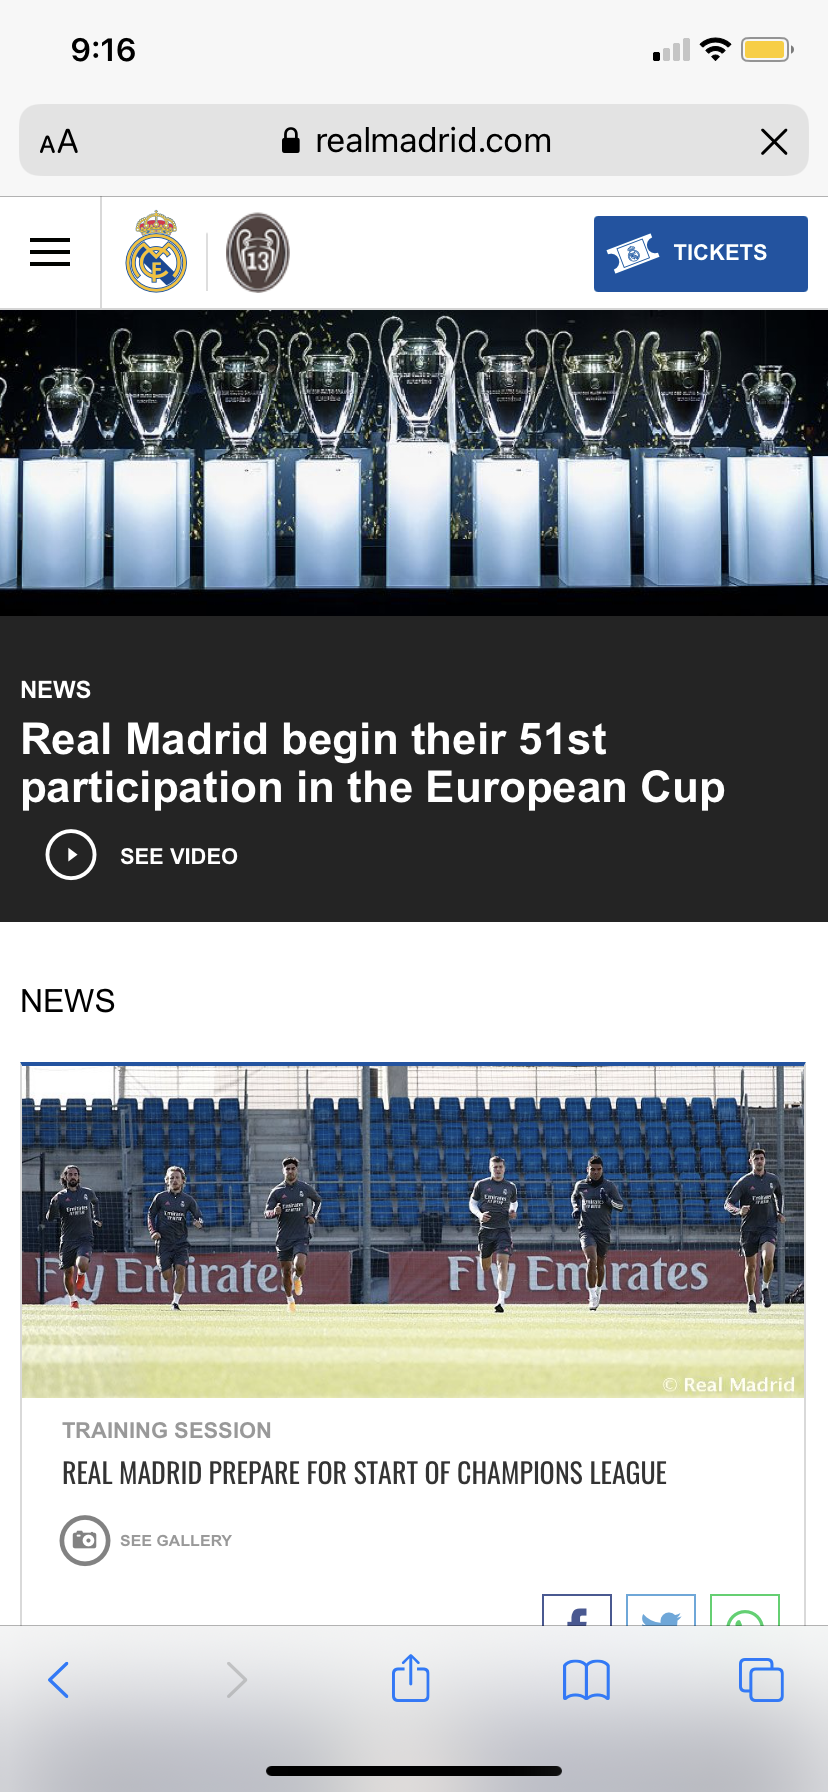 9:16
AA
realmadrid.com
13
TICKETS
NEWS
Real Madrid begin their 51st
participation in the European Cup
SEE VIDEO
NEWS
Fly Emirates
Fly Emirates
© Real Madrid
TRAINING SESSION
REAL MADRID PREPARE FOR START OF CHAMPIONS LEAGUE
SEE GALLERY